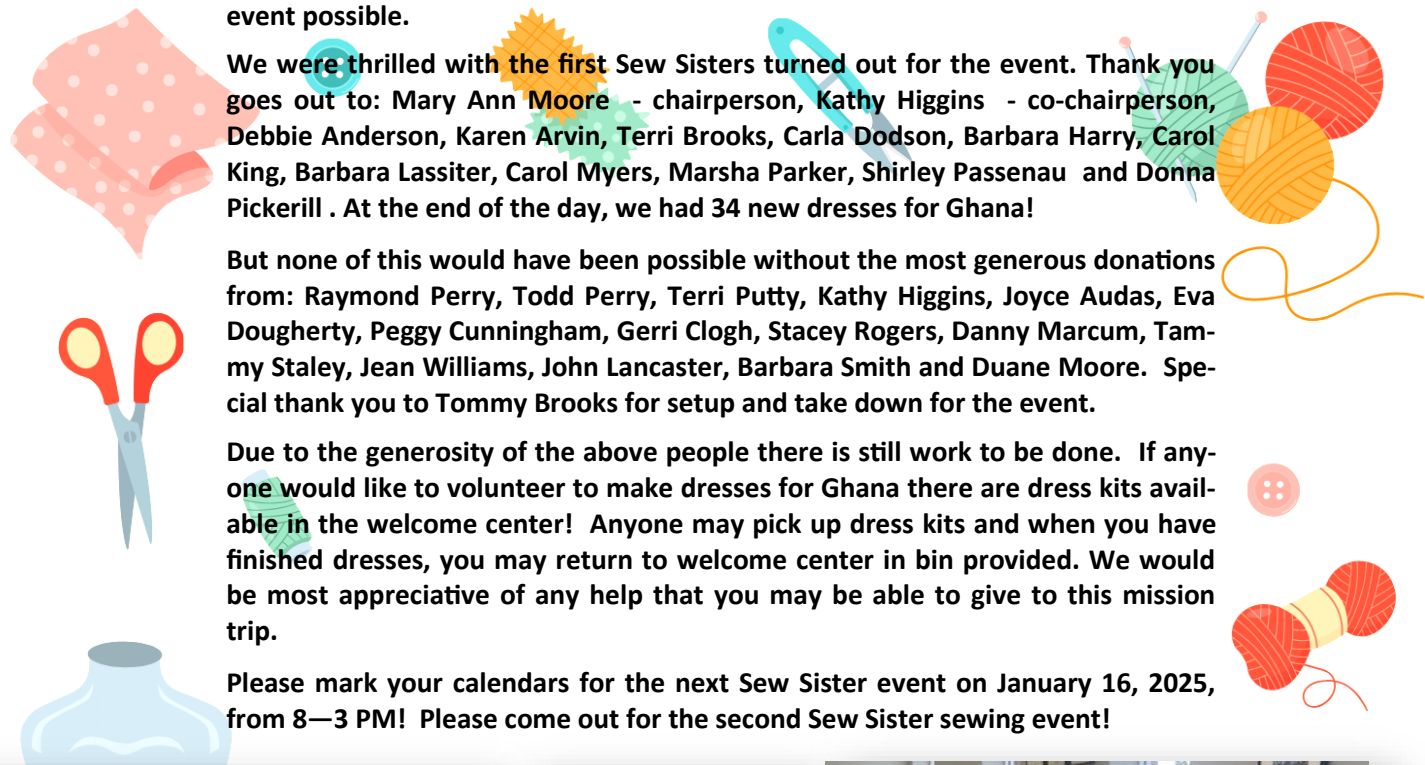 event possible.
We were thrilled with the first Sew Sisters turned out for the event. Thank you
goes out to: Mary Ann Moore  - chairperson, Kathy Higgins  - co-chairperson,
Debbie Anderson, Karen Arvin, Terri Brooks, Carla Dodson, Barbara Harry, Carol
King, Barbara Lassiter, Carol Myers, Marsha Parker, Shirley Passenau  and Donna
Pickerill . At the end of the day, we had 34 new dresses for Ghana!
But none of this would have been possible without the most generous donations
from: Raymond Perry, Todd Perry, Terri Putty, Kathy Higgins, Joyce Audas, Eva
Dougherty, Peggy Cunningham, Gerri Clogh, Stacey Rogers, Danny Marcum, Tam-
my Staley, Jean Williams, John Lancaster, Barbara Smith and Duane Moore.  Spe-
cial thank you to Tommy Brooks for setup and take down for the event.
Due to the generosity of the above people there is still work to be done.  If any-
one would like to volunteer to make dresses for Ghana there are dress kits avail-
able in the welcome center!  Anyone may pick up dress kits and when you have
finished dresses, you may return to welcome center in bin provided. We would
be most appreciative of any help that you may be able to give to this mission
trip.
Please mark your calendars for the next Sew Sister event on January 16, 2025,
from 8—3 PM!  Please come out for the second Sew Sister sewing event!